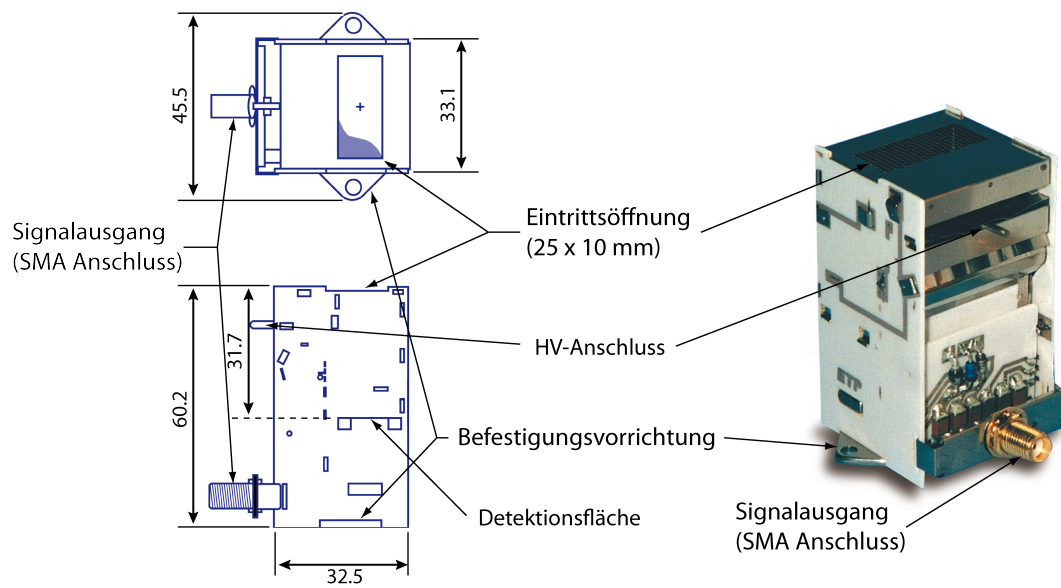 45.5
33.1
Signalausgang
(SMA Anschluss)
Eintrittsöffnung
(25 x 10 mm)
31.7
60.2
HV-Anschluss
ETP
Befestigungsvorrichtung
Detektionsfläche
Signalausgang
(SMA Anschluss)
32.5